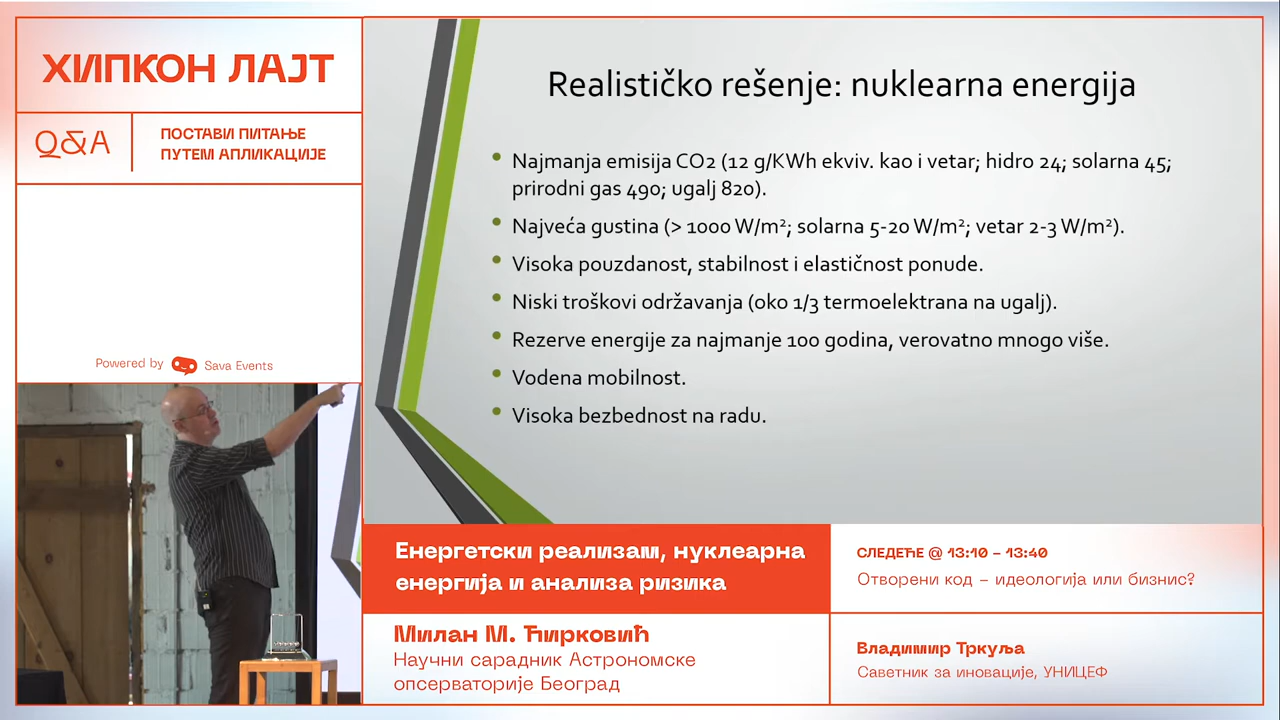 ХИПКОН ЛАЈТ
Q&A
ПОСТАВИ ПИТАЊЕ
ПУТЕМ АПЛИКАЦИЈЕ
Powered by Sava Events
Realističko rešenje: nuklearna energija
• Najmanja emisija CO2 (12 g/KWh ekviv. kao i vetar; hidro 24; solarna 45;
prirodni gas 490; ugalj 820).
• Najveća gustina (> 1000 W/m²; solarna 5-20 W/m²; vetar 2-3 W/m²).
• Visoka pouzdanost, stabilnost i elastičnost ponude.
• Niski troškovi održavanja (oko 1/3 termoelektrana na ugalj).
• Rezerve energije za najmanje 100 godina, verovatno mnogo više.
• Vodena mobilnost.
• Visoka bezbednost na radu.
Енергетски реализам, нуклеарна
енергија и анализа ризика
Милан М. Ћирковић
Научни сарадник Астрономске
опсерваторије Београд
СЛЕДЕЋЕ @ 13:10 – 13:40
Отворени код – идеологија или бизнис?
Владимир Тркуља
Саветник за иновације, УНИЦЕФ